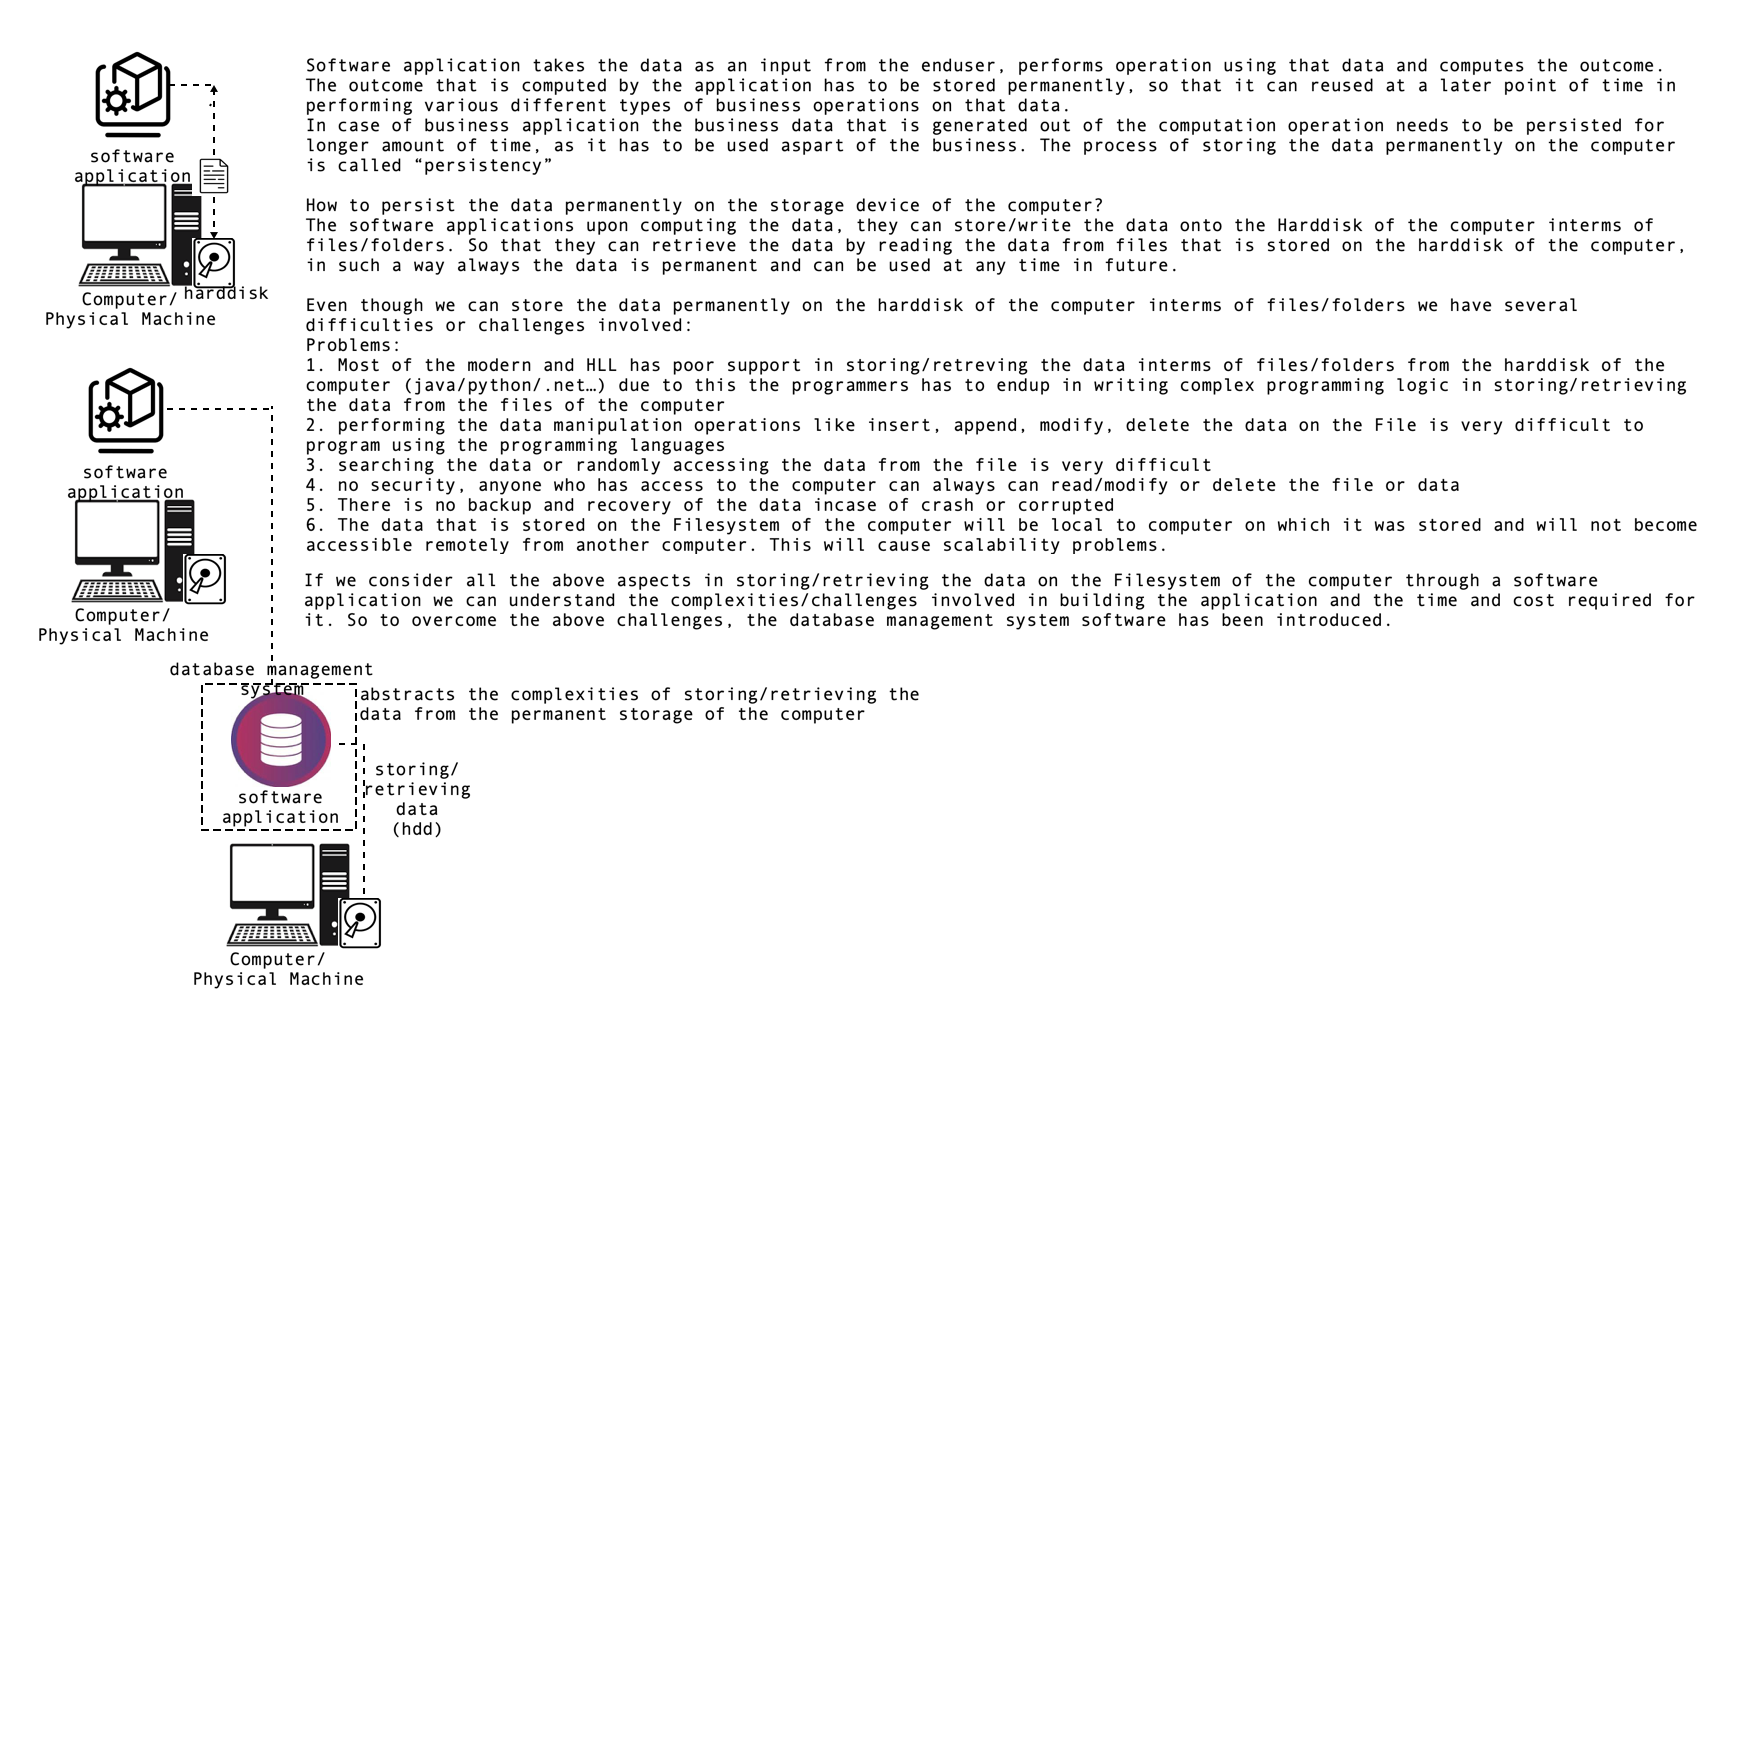 Software application takes the data as an input from the enduser, performs operation using that data and computes the outcome.
The outcome that is computed by the application has to be stored permanently, so that it can reused at a later point of time in
performing various different types of business operations on that data.
In case of business application the business data that is generated out of the computation operation needs to be persisted for
longer amount of time, as it has to be used aspart of the business. The process of storing the data permanently on the computer
is called “persistency”
software
application
harddisk
Computer/
Physical Machine
How to persist the data permanently on the storage device of the computer?
The software applications upon computing the data, they can store/write the data onto the Harddisk of the computer interms of
files/folders. So that they can retrieve the data by reading the data from files that is stored on the harddisk of the computer,
in such a way always the data is permanent and can be used at any time in future.
Even though we can store the data permanently on the harddisk of the computer interms of files/folders we have several
difficulties or challenges involved:
Problems:
1. Most of the modern and HLL has poor support in storing/retreving the data interms of files/folders from the harddisk of the
computer (java/python/.net…) due to this the programmers has to endup in writing complex programming logic in storing/retrieving
the data from the files of the computer
2. performing the data manipulation operations like insert, append, modify, delete the data on the File is very difficult to
program using the programming languages
3. searching the data or randomly accessing the data from the file is very difficult
4. no security, anyone who has access to the computer can always can read/modify or delete the file or data
5. There is no backup and recovery of the data incase of crash or corrupted
6. The data that is stored on the Filesystem of the computer will be local to computer on which it was stored and will not become
accessible remotely from another computer. This will cause scalability problems.
software
application
Computer/
Physical Machine
If we consider all the above aspects in storing/retrieving the data on the Filesystem of the computer through a software
application we can understand the complexities/challenges involved in building the application and the time and cost required for
it. So to overcome the above challenges, the database management system software has been introduced.
database management
system
abstracts the complexities of storing/retrieving the
data from the permanent storage of the computer
storing/
retrieving
data
(hdd)
software
application
Computer/
Physical Machine